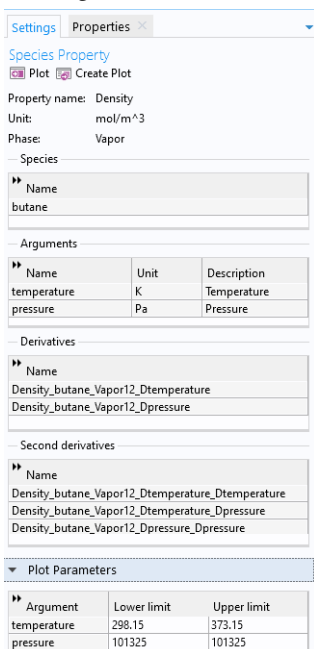 Settings Properties ×
Species Property
Plot Create Plot
Property name: Density
Unit: mol/m^3
Phase: Vapor
Species
Name
butane
Arguments
Name Unit Description
temperature K Temperature
pressure Pa Pressure
Derivatives
Name
Density_butane_Vapor12_Dtemperature
Density_butane_Vapor12_Dpressure
Second derivatives
Name
Density_butane_Vapor12_Dtemperature_Dtemperature
Density_butane_Vapor12_Dtemperature_Dpressure
Density_butane_Vapor12_Dpressure_Dpressure
Plot Parameters
Argument Lower limit Upper limit
temperature 298.15 373.15
pressure 101325 101325